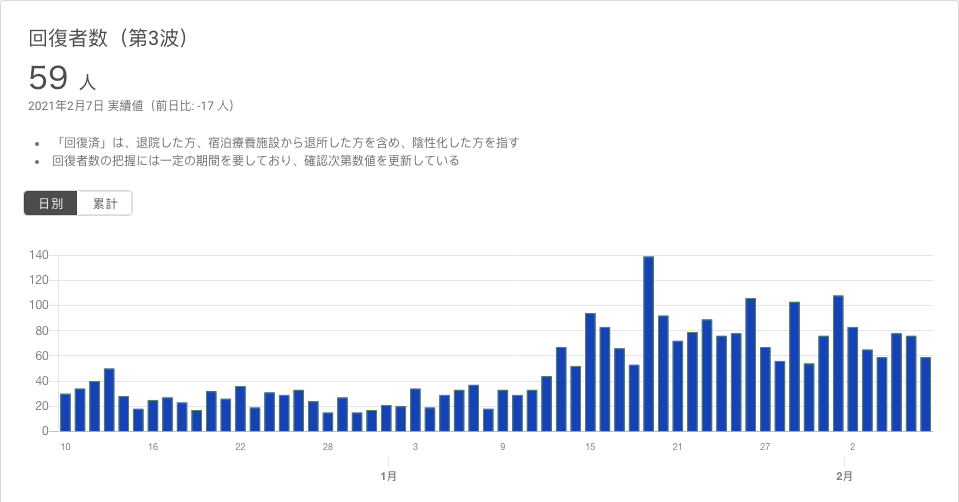 回復者数（第3波）
59 人
2021年2月7日 実績値（前日比: -17 人）
• 「回復済」は、退院した方、宿泊療養施設から退所した方を含め、陰性化した方を指す
• 回復者数の把握には一定の期間を要しており、確認次第数値を更新している
日別 累計
140
120
100
80
60
40
20
0
10 16 22 28 3 9 15 21 27 2
1月 2月